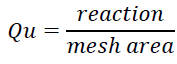 Qu = reaction / mesh area